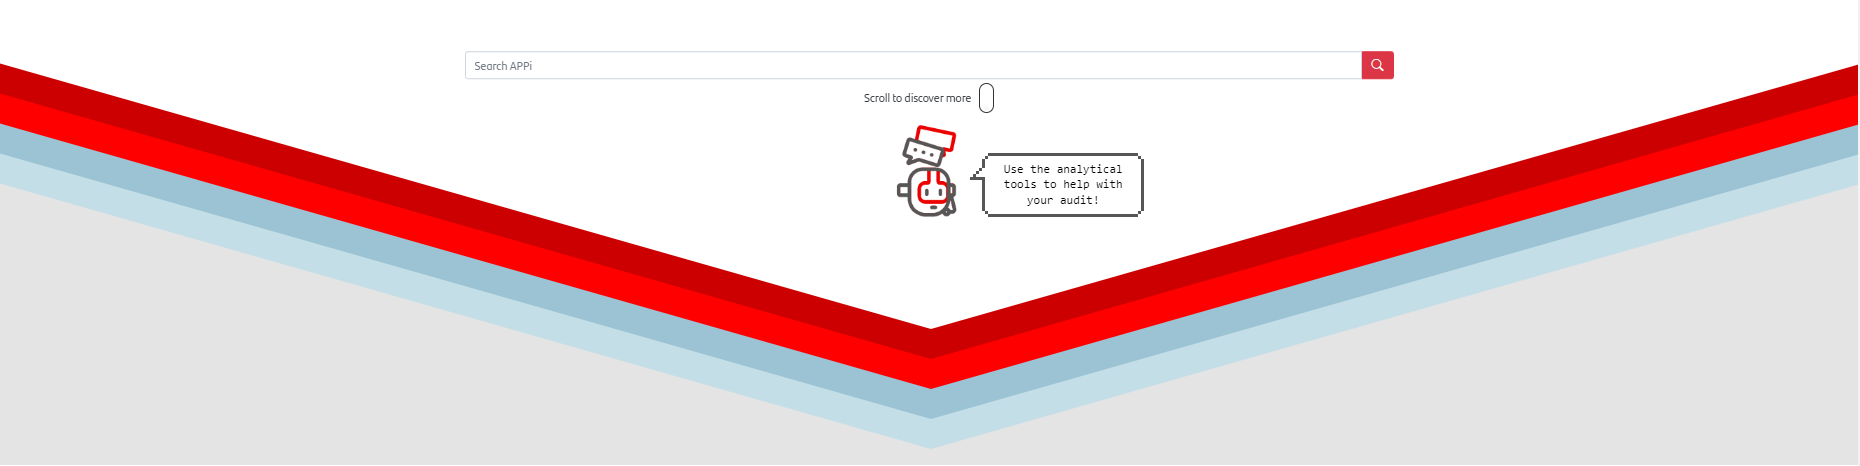 Search APPi
Scroll to discover more
Use the analytical
tools to help with
your audit!